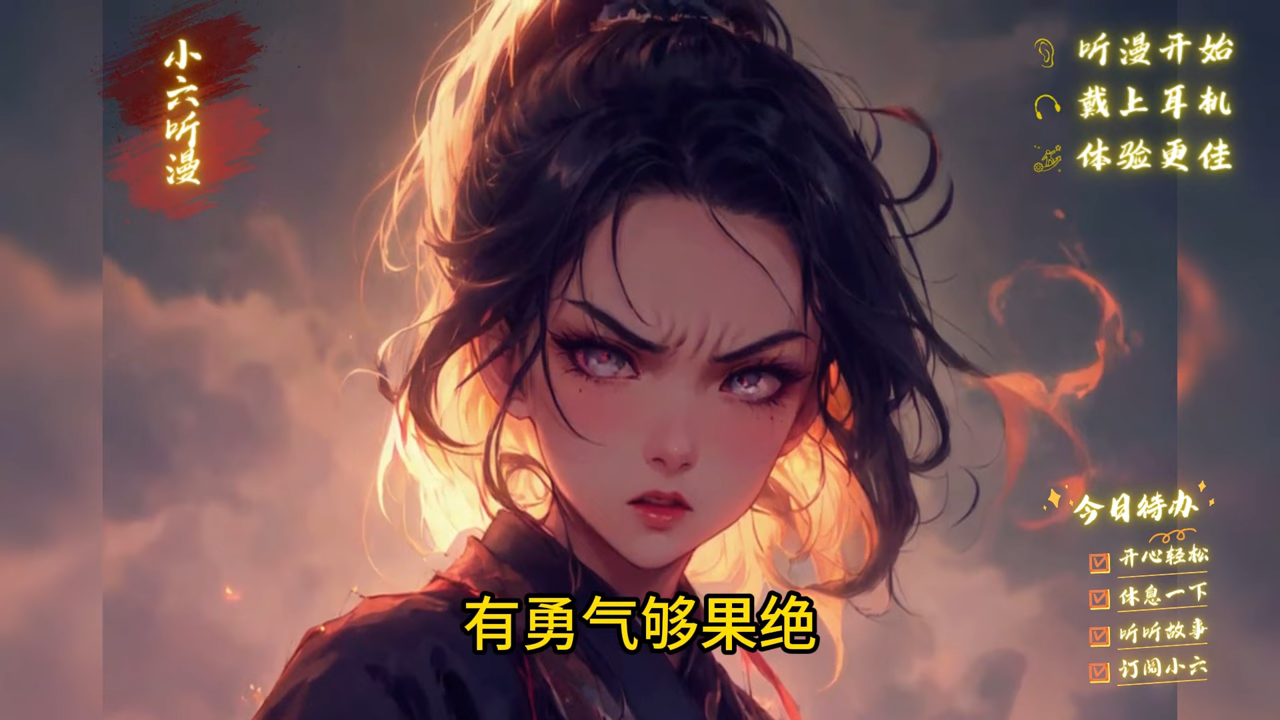 小六听漫
听漫开始
戴上耳机
体验更佳
今日待办
开心轻松
休息一下
听听故事
订阅小六
有勇气够果绝